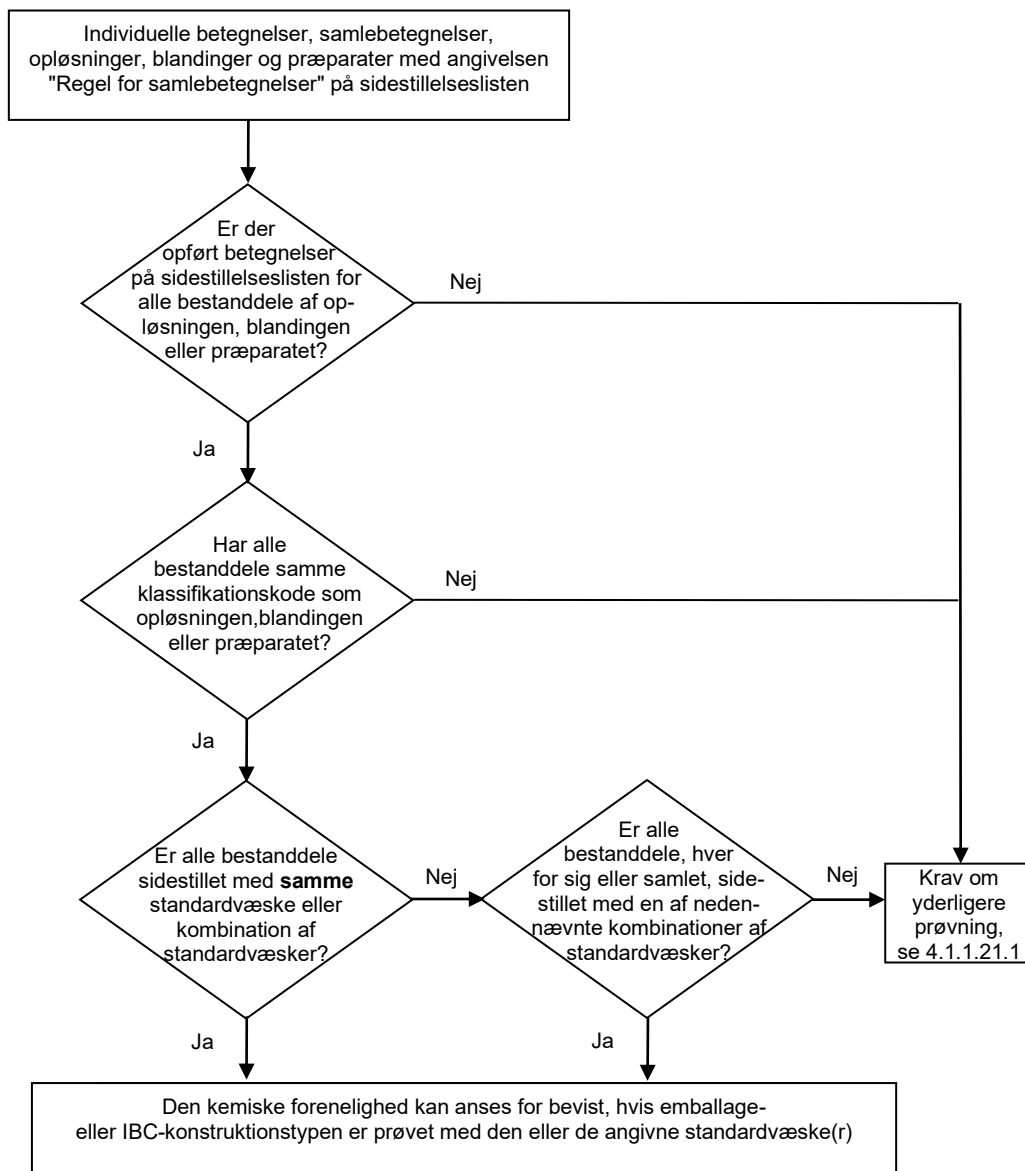 Individuelle betegnelser, samlebetegnelser,
opløsninger, blandinger og præparater med angivelsen
"Regel for samlebetegnelser" på sidestillelseslisten
Er der
opført betegnelser
på sidestillelseslisten for
alle bestanddele af op-
løsningen, blandingen
eller præparatet?
Nej
Ja
Har alle
bestanddele samme
klassifikationskode som
opløsningen,blandingen
eller præparatet?
Nej
Ja
Er alle bestanddele
sidestillet med samme
standardvæske eller
kombination af
standardvæsker?
Nej
Er alle
bestanddele, hver
for sig eller samlet, side-
stillet med en af neden-
nævnte kombinationer af
standardvæsker?
Nej
Krav om
yderligere
prøvning,
se 4.1.1.21.1
Ja
Ja
Den kemiske forenelighed kan anses for bevist, hvis emballage-
eller IBC-konstruktionstypen er prøvet med den eller de angivne standardvæske(r)